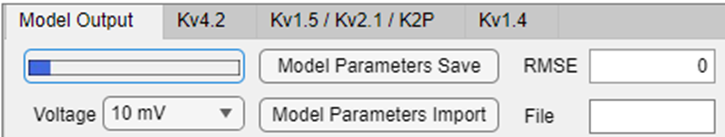 Model Output Kv4.2 Kv1.5 / Kv2.1 / K2P Kv1.4
Model Parameters Save RMSE 0
Voltage 10 mV Model Parameters Import File